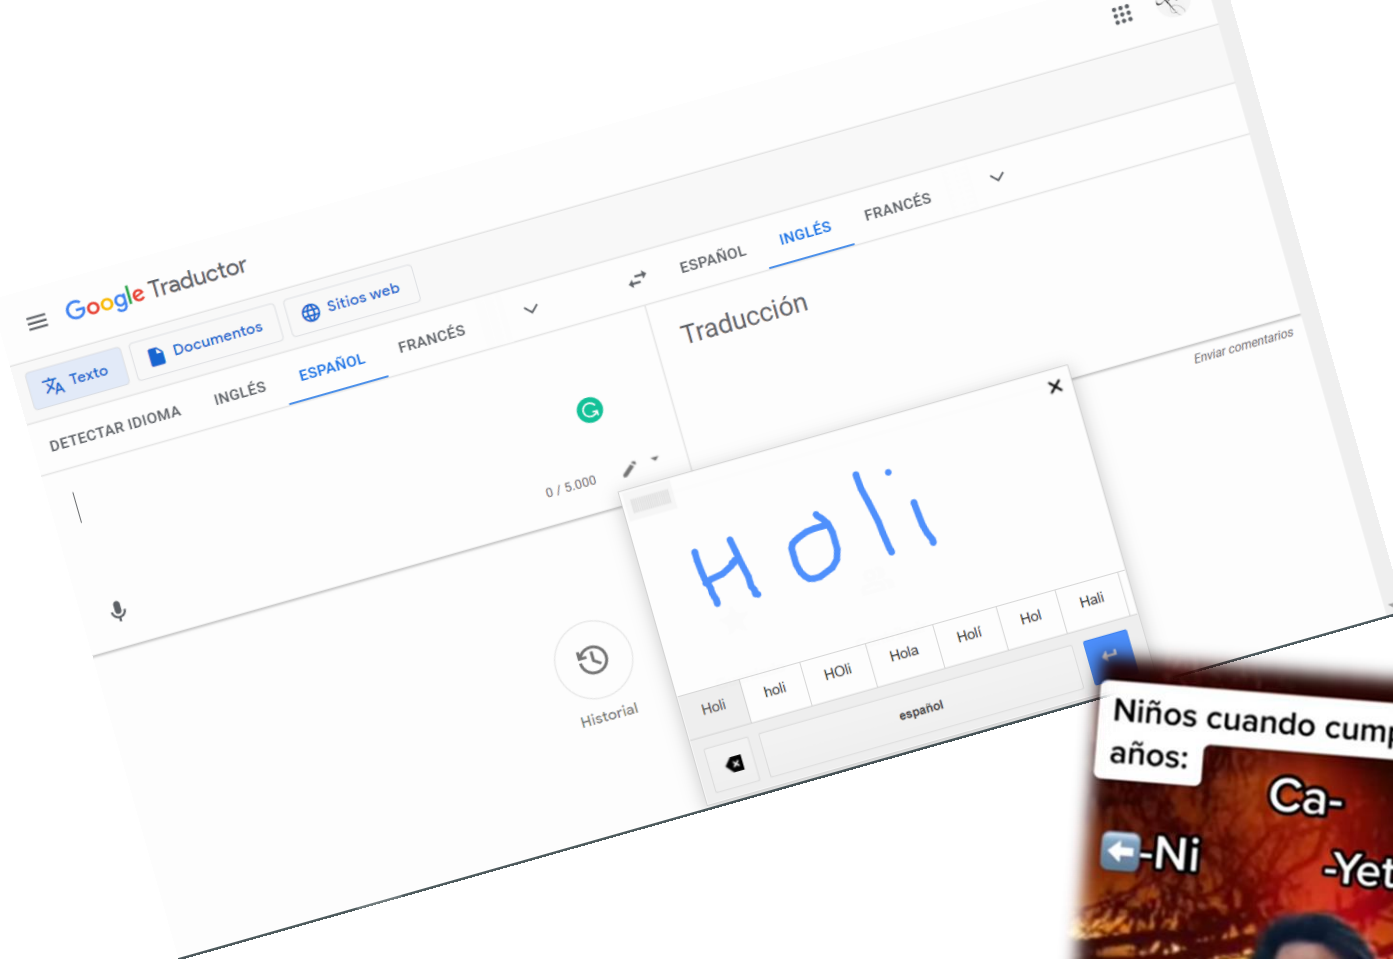 Google Traductor
Texto
Documentos
Sitios web
DETECTAR IDIOMA
INGLÉS
ESPAÑOL
FRANCÉS
ESPAÑOL
INGLÉS
FRANCÉS
Traducción
0 / 5.000
Enviar comentarios
Historial
Holi
Holi
holi
HOli
Hola
Holí
Hol
Hali
español
Niños cuando cump
años:
Ca-
-Ni
-Yet